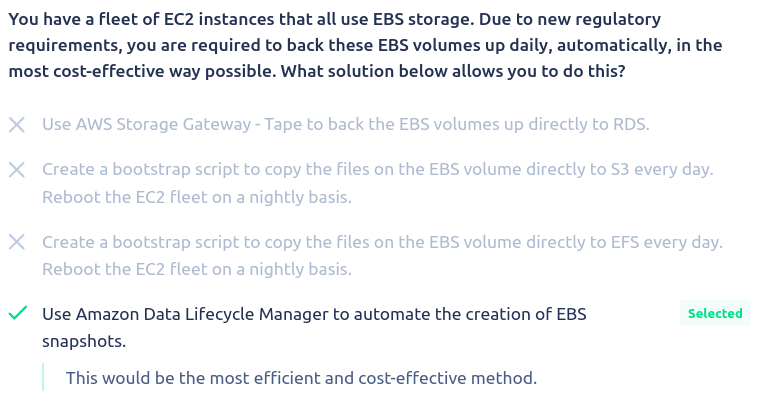 You have a fleet of EC2 instances that all use EBS storage. Due to new regulatory
requirements, you are required to back these EBS volumes up daily, automatically, in the
most cost-effective way possible. What solution below allows you to do this?
Use AWS Storage Gateway - Tape to back the EBS volumes up directly to RDS.
Create a bootstrap script to copy the files on the EBS volume directly to S3 every day.
Reboot the EC2 fleet on a nightly basis.
Create a bootstrap script to copy the files on the EBS volume directly to EFS every day.
Reboot the EC2 fleet on a nightly basis.
Use Amazon Data Lifecycle Manager to automate the creation of EBS
Selected
snapshots.
This would be the most efficient and cost-effective method.